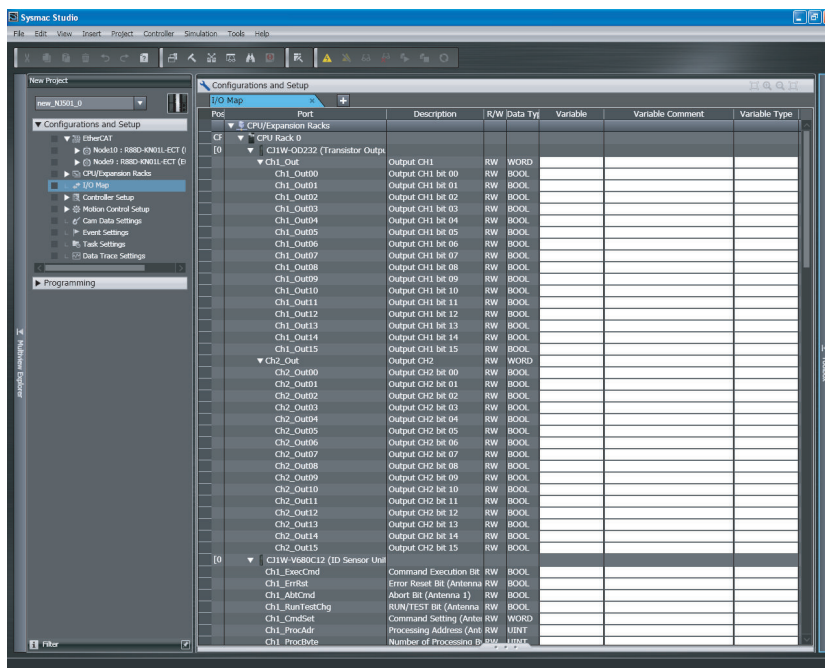 Sysmac Studio
File Edit View Insert Project Controller Simulation Tools Help
New Project
new_NJ501_0
Configurations and Setup
EtherCAT
Node10 : R88D-KN01L-ECT (
Node9 : R88D-KN01L-ECT (E
CPU/Expansion Racks
I/O Map
Controller Setup
Motion Control Setup
Cam Data Settings
Event Settings
Task Settings
Data Trace Settings
Programming
Filter
Multiview Explorer
Configurations and Setup
I/O Map
Pos Port Description R/W Data Ty Variable Variable Comment Variable Type
CPU/Expansion Racks
CPU Rack 0
[0 CJ1W-OD232 (Transistor Outpu
Ch1_Out Output CH1 RW WORD
Ch1_Out00 Output CH1 bit 00 RW BOOL
Ch1_Out01 Output CH1 bit 01 RW BOOL
Ch1_Out02 Output CH1 bit 02 RW BOOL
Ch1_Out03 Output CH1 bit 03 RW BOOL
Ch1_Out04 Output CH1 bit 04 RW BOOL
Ch1_Out05 Output CH1 bit 05 RW BOOL
Ch1_Out06 Output CH1 bit 06 RW BOOL
Ch1_Out07 Output CH1 bit 07 RW BOOL
Ch1_Out08 Output CH1 bit 08 RW BOOL
Ch1_Out09 Output CH1 bit 09 RW BOOL
Ch1_Out10 Output CH1 bit 10 RW BOOL
Ch1_Out11 Output CH1 bit 11 RW BOOL
Ch1_Out12 Output CH1 bit 12 RW BOOL
Ch1_Out13 Output CH1 bit 13 RW BOOL
Ch1_Out14 Output CH1 bit 14 RW BOOL
Ch1_Out15 Output CH1 bit 15 RW BOOL
Ch2_Out Output CH2 RW WORD
Ch2_Out00 Output CH2 bit 00 RW BOOL
Ch2_Out01 Output CH2 bit 01 RW BOOL
Ch2_Out02 Output CH2 bit 02 RW BOOL
Ch2_Out03 Output CH2 bit 03 RW BOOL
Ch2_Out04 Output CH2 bit 04 RW BOOL
Ch2_Out05 Output CH2 bit 05 RW BOOL
Ch2_Out06 Output CH2 bit 06 RW BOOL
Ch2_Out07 Output CH2 bit 07 RW BOOL
Ch2_Out08 Output CH2 bit 08 RW BOOL
Ch2_Out09 Output CH2 bit 09 RW BOOL
Ch2_Out10 Output CH2 bit 10 RW BOOL
Ch2_Out11 Output CH2 bit 11 RW BOOL
Ch2_Out12 Output CH2 bit 12 RW BOOL
Ch2_Out13 Output CH2 bit 13 RW BOOL
Ch2_Out14 Output CH2 bit 14 RW BOOL
Ch2_Out15 Output CH2 bit 15 RW BOOL
[0 CJ1W-V680C12 (ID Sensor Unit
Ch1_ExecCmd Command Execution Bit RW BOOL
Ch1_ErrRst Error Reset Bit (Antenna RW BOOL
Ch1_AbtCmd Abort Bit (Antenna 1) RW BOOL
Ch1_RunTestChg RUN/TEST Bit (Antenna RW BOOL
Ch1_CmdSet Command Setting (Ante RW WORD
Ch1_ProcAdr Processing Address (Ant RW UINT
Ch1_ProcByte Number of Processing B RW UINT